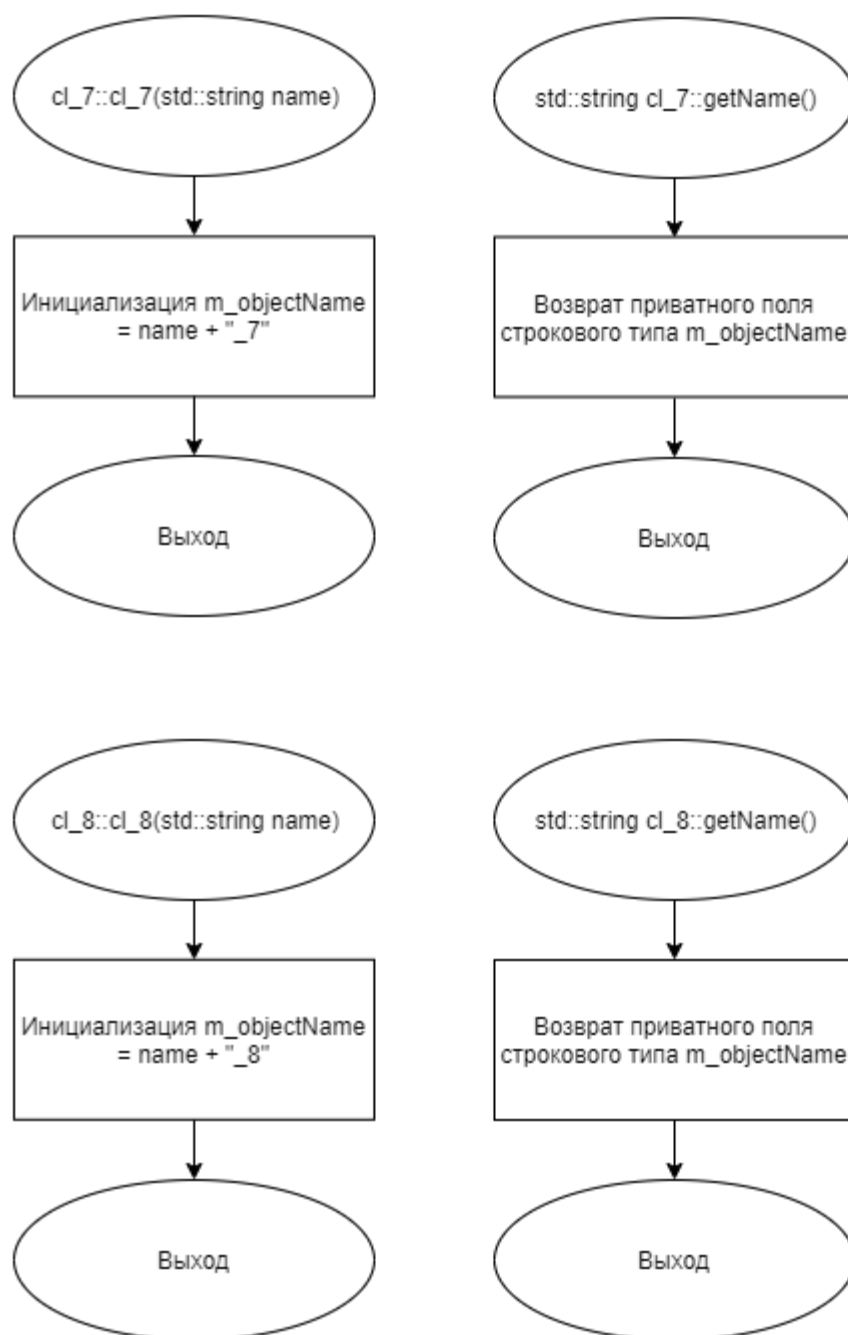 cl_7::cl_7(std::string name)
std::string cl_7::getName()
Инициализация m_objectName
= name + "_7"
Возврат приватного поля
строкового типа m_objectName
Выход
Выход
cl_8::cl_8(std::string name)
std::string cl_8::getName()
Инициализация m_objectName
= name + "_8"
Возврат приватного поля
строкового типа m_objectName
Выход
Выход